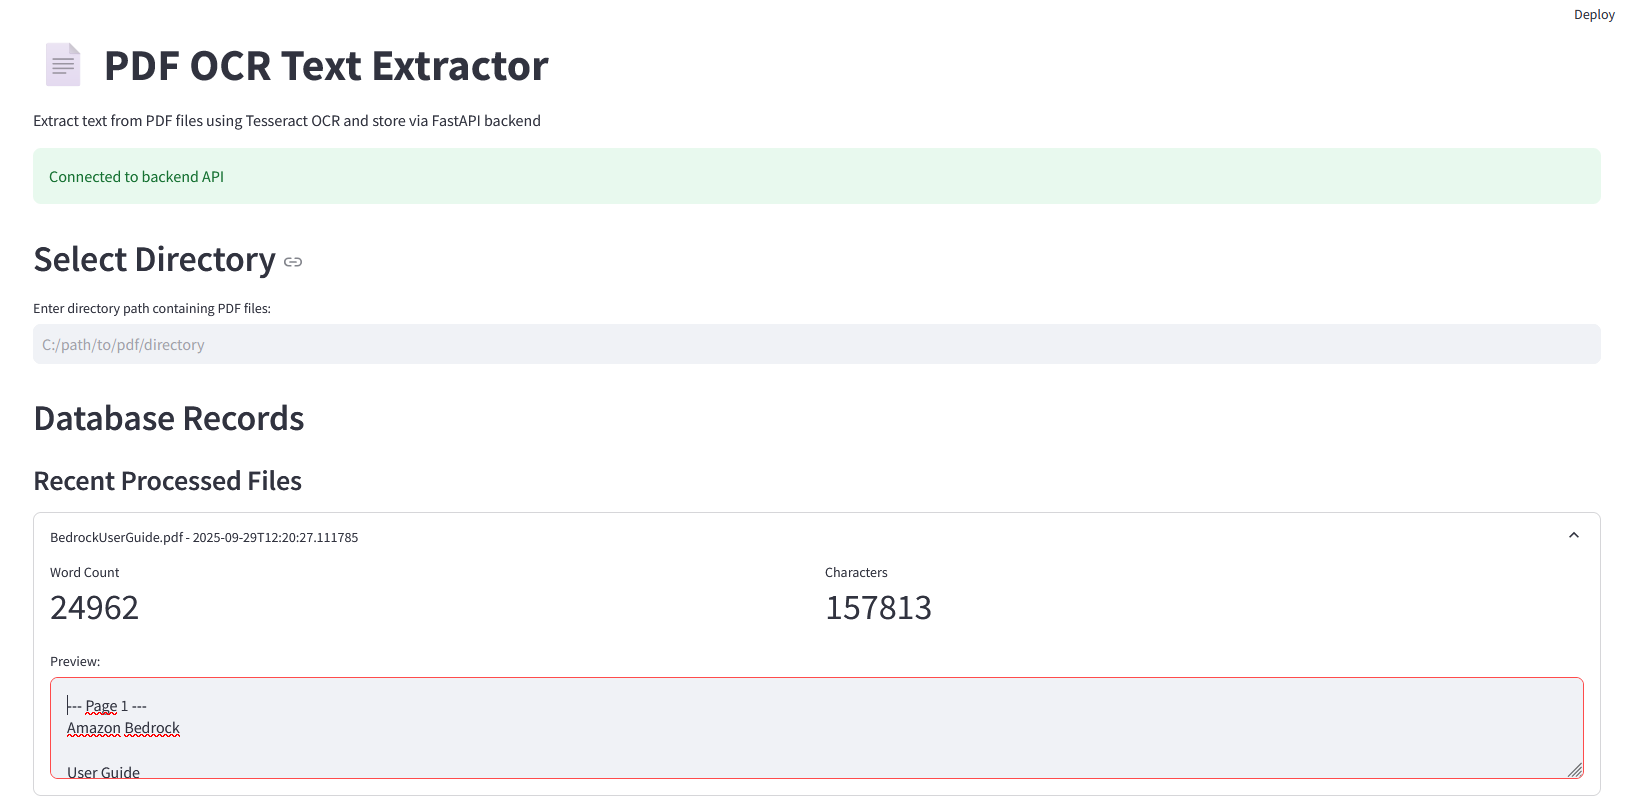 Deploy
PDF OCR Text Extractor
Extract text from PDF files using Tesseract OCR and store via FastAPI backend
Connected to backend API
Select Directory
Enter directory path containing PDF files:
C:/path/to/pdf/directory
Database Records
Recent Processed Files
BedrockUserGuide.pdf - 2025-09-29T12:20:27.111785
Word Count Characters
24962 157813
Preview:
--- Page 1 ---
Amazon Bedrock
User Guide